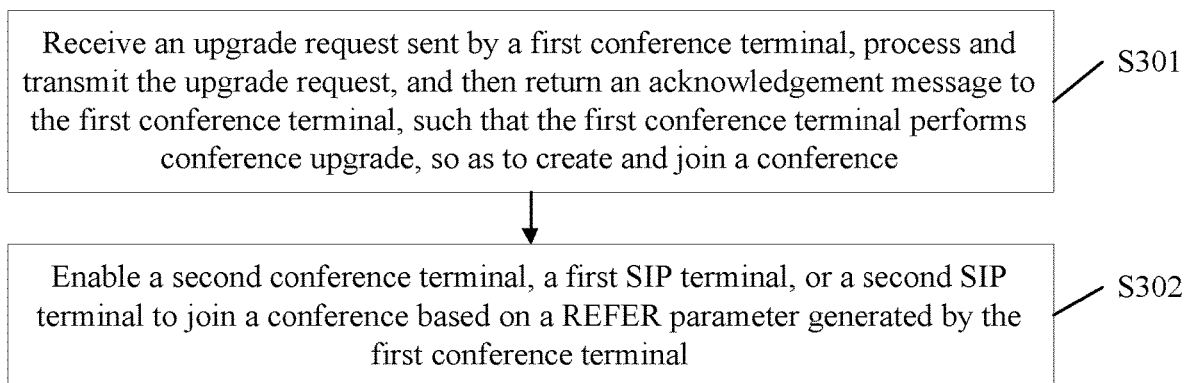 Receive an upgrade request sent by a first conference terminal, process and
transmit the upgrade request, and then return an acknowledgement message to
the first conference terminal, such that the first conference terminal performs
conference upgrade, so as to create and join a conference
S301
Enable a second conference terminal, a first SIP terminal, or a second SIP
terminal to join a conference based on a REFER parameter generated by the
first conference terminal
S302